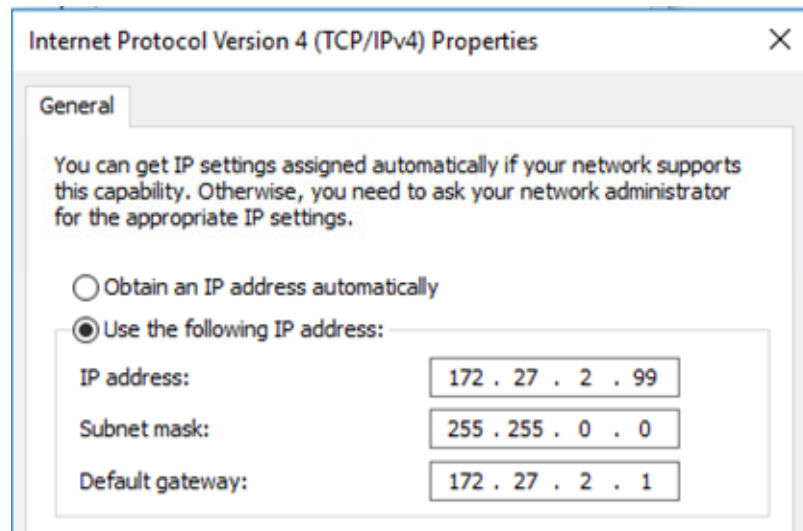 Internet Protocol Version 4 (TCP/IPv4) Properties
General
You can get IP settings assigned automatically if your network supports
this capability. Otherwise, you need to ask your network administrator
for the appropriate IP settings.
Obtain an IP address automatically
Use the following IP address:
IP address: 172 . 27 . 2 . 99
Subnet mask: 255 . 255 . 0 . 0
Default gateway: 172 . 27 . 2 . 1